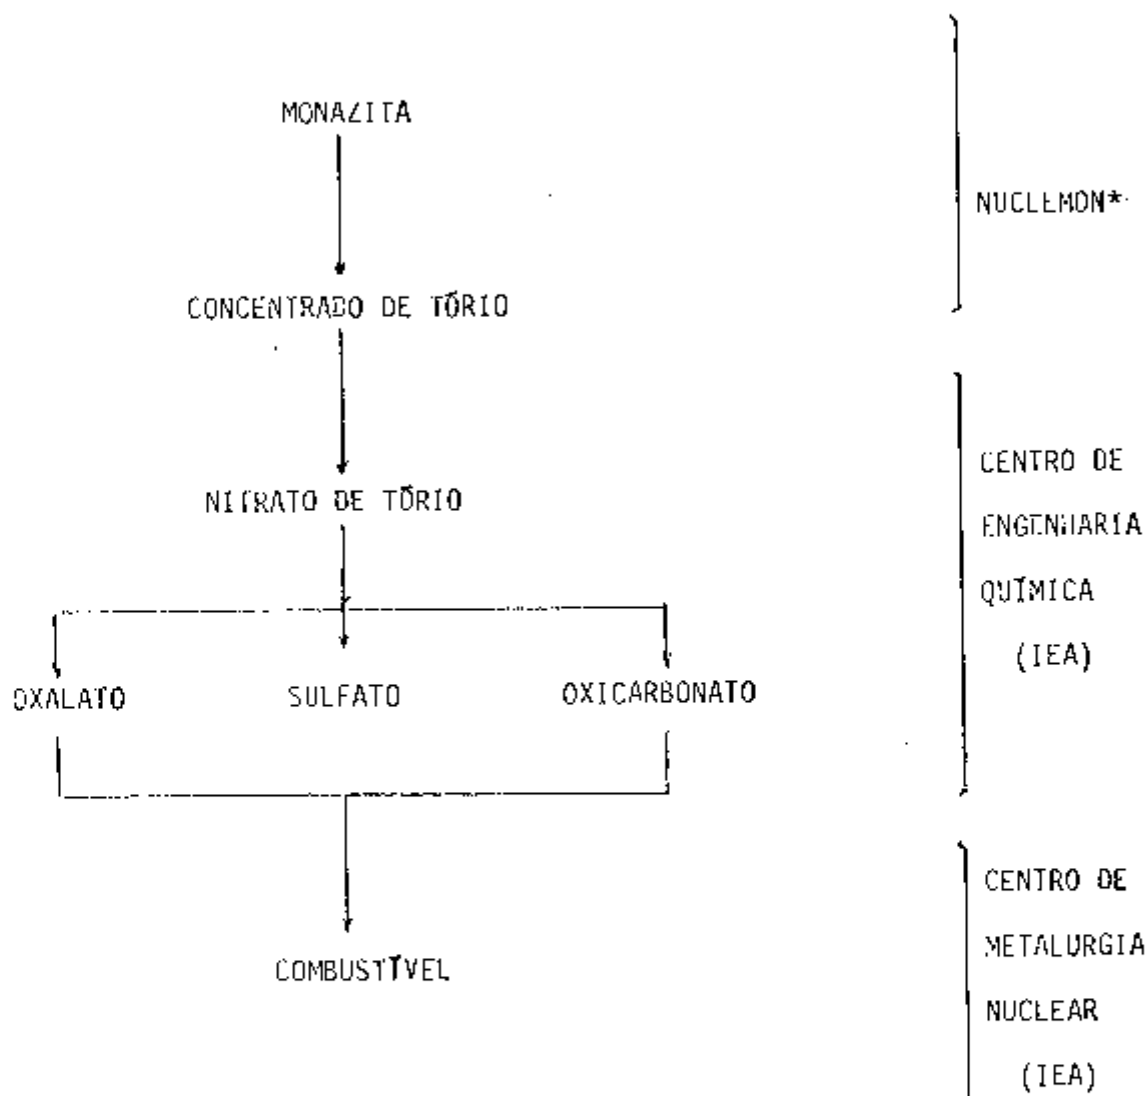 MONAZITA
NUCLEMON*
CONCENTRADO DE TÓRIO
NITRATO DE TÓRIO
CENTRO DE
ENGENHARIA
QUÍMICA
(IEA)
OXALATO SULFATO OXICARBONATO
COMBUSTÍVEL
CENTRO DE
METALURGIA
NUCLEAR
(IEA)